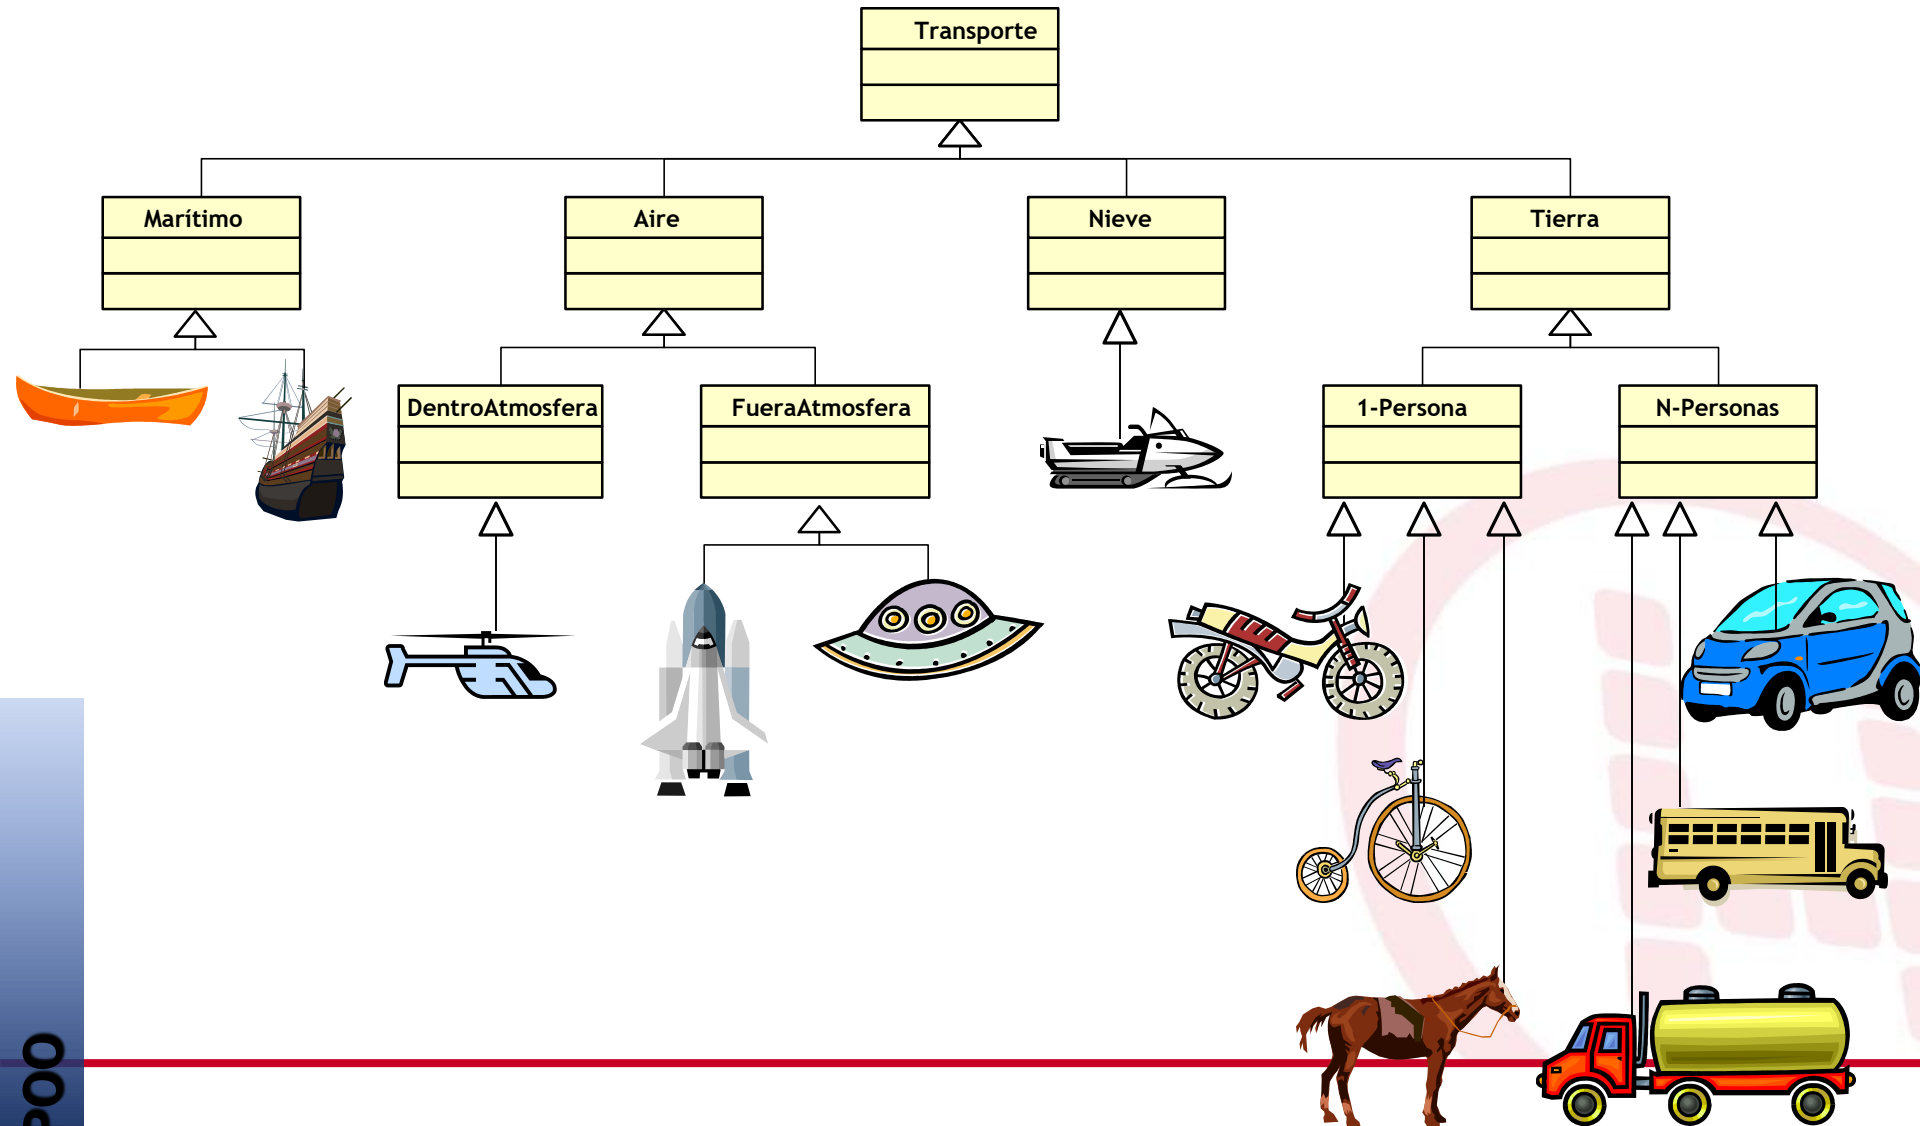 Transporte
Marítimo
Aire
Nieve
Tierra
DentroAtmosfera
FueraAtmosfera
1-Persona
N-Personas
POO